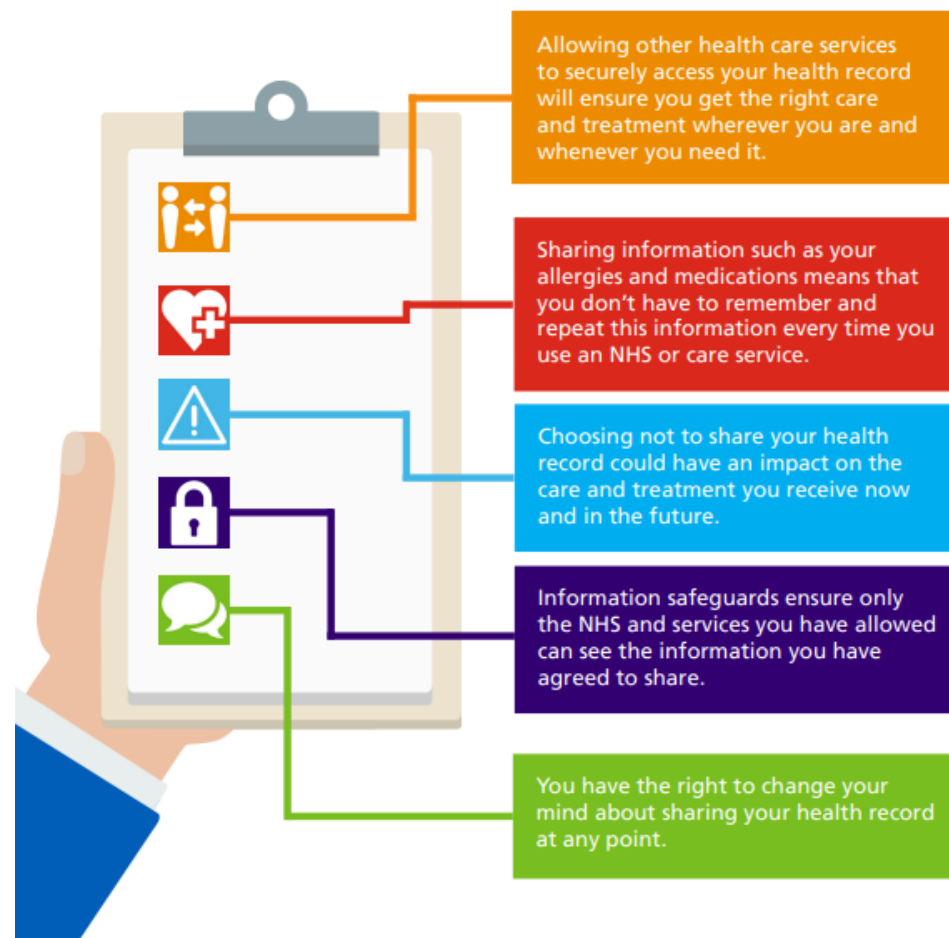 Allowing other health care services
to securely access your health record
will ensure you get the right care
and treatment wherever you are and
whenever you need it.
Sharing information such as your
allergies and medications means that
you don’t have to remember and
repeat this information every time you
use an NHS or care service.
Choosing not to share your health
record could have an impact on the
care and treatment you receive now
and in the future.
Information safeguards ensure only
the NHS and services you have allowed
can see the information you have
agreed to share.
You have the right to change your
mind about sharing your health record
at any point.